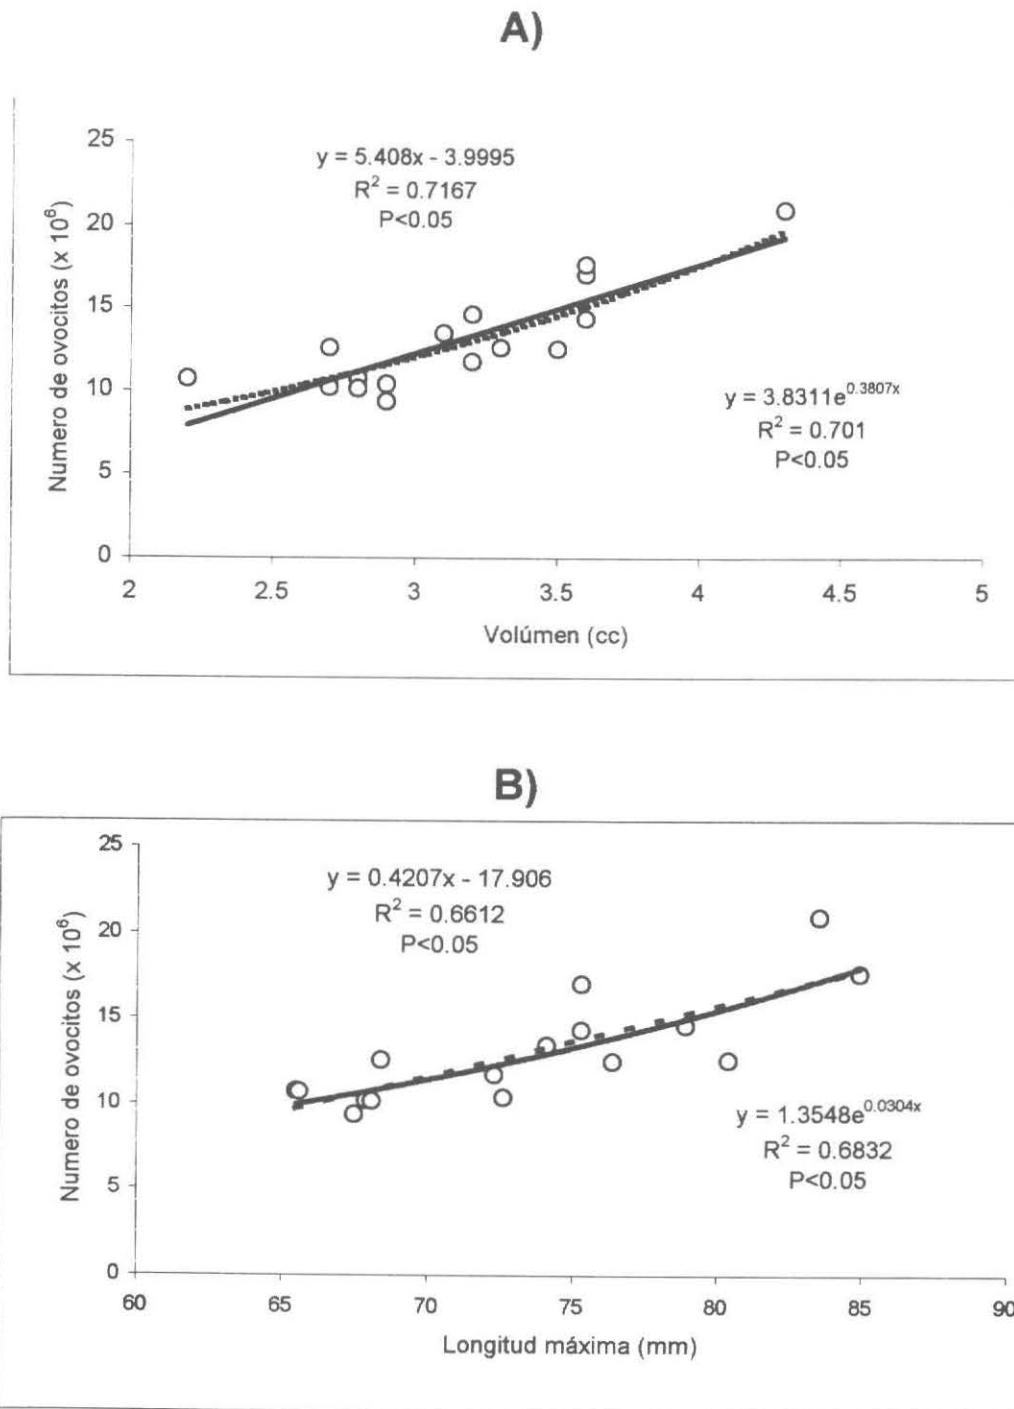 A)
25
20
15
10
5
0
Numero de ovocitos (x 10⁶)
y = 5.408x - 3.9995
R² = 0.7167
P<0.05
y = 3.8311e^0.3807x
R² = 0.701
P<0.05
2 2.5 3 3.5 4 4.5 5
Volúmen (cc)
B)
25
20
15
10
5
0
Numero de ovocitos (x 10⁶)
y = 0.4207x - 17.906
R² = 0.6612
P<0.05
y = 1.3548e^0.0304x
R² = 0.6832
P<0.05
60 65 70 75 80 85 90
Longitud máxima (mm)